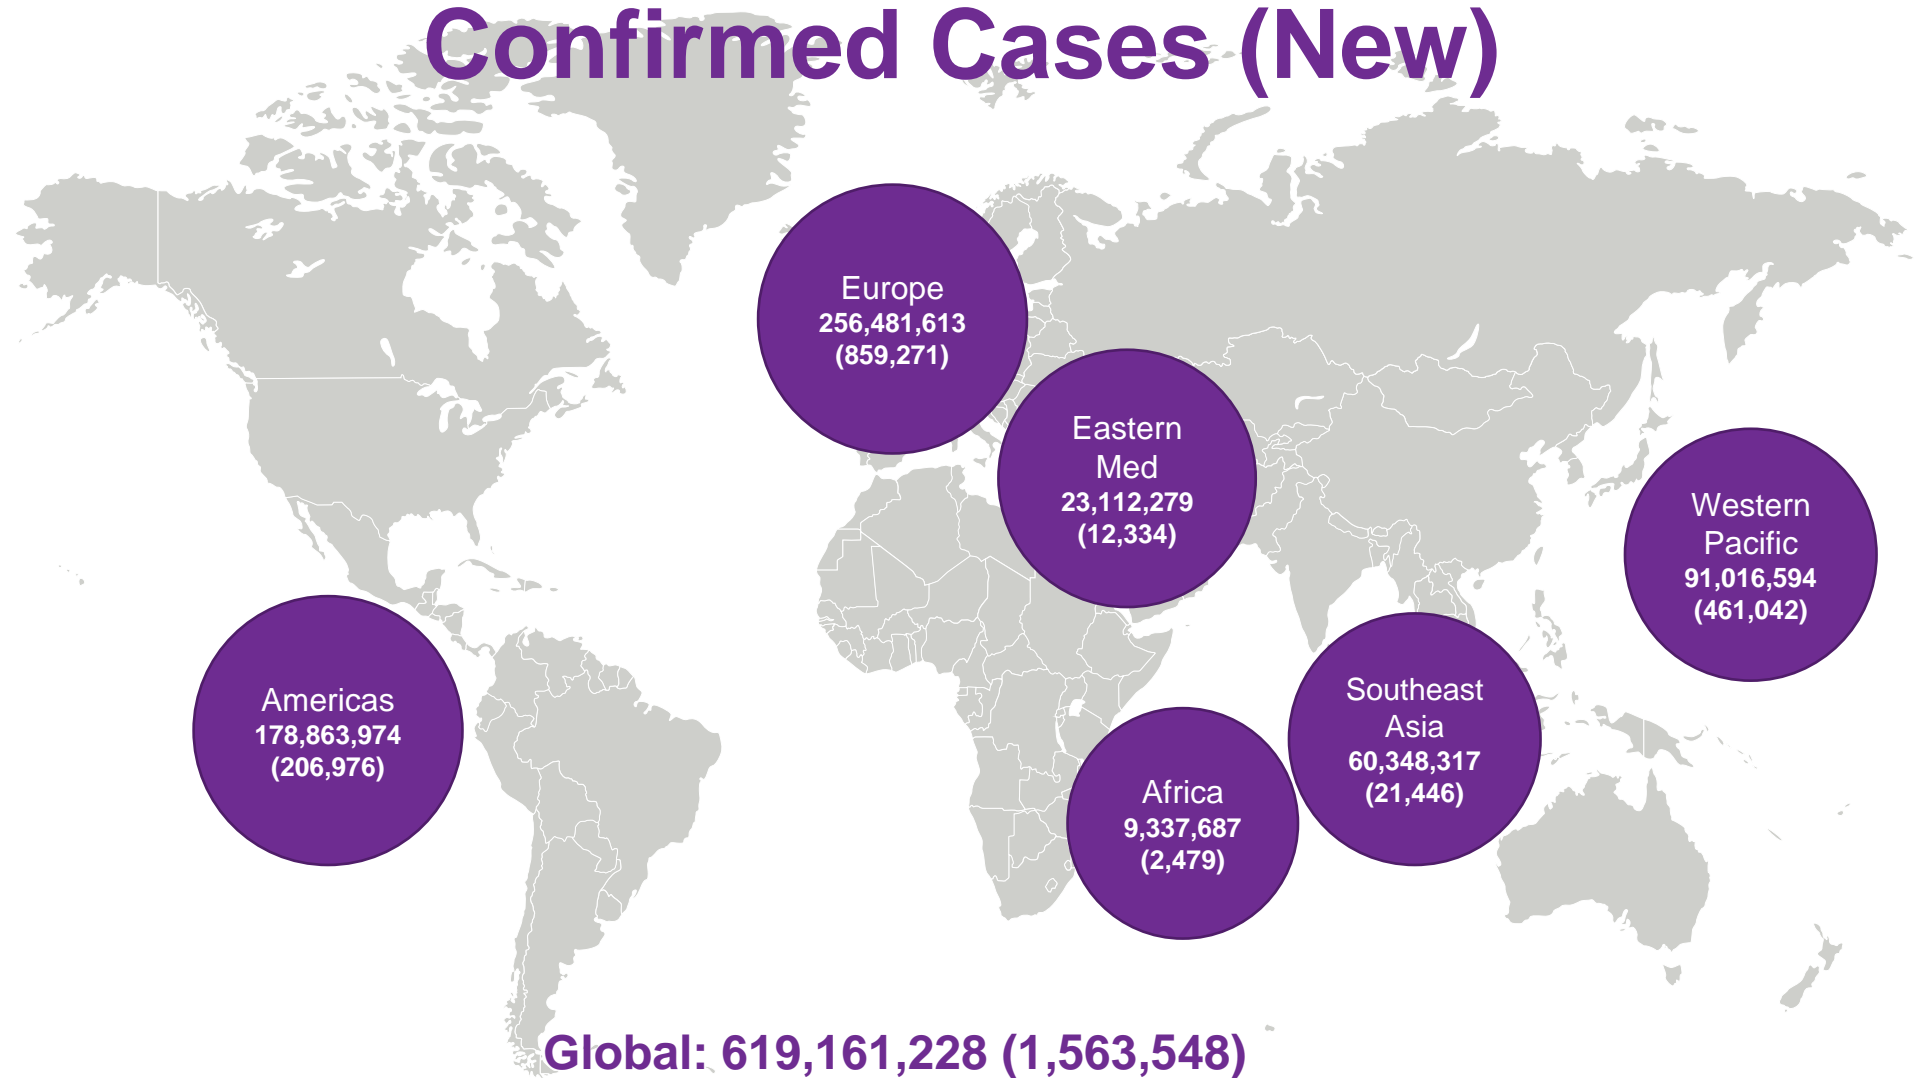 Confirmed Cases (New)
Europe
256,481,613
(859,271)
Eastern
Med
23,112,279
(12,334)
Western
Pacific
91,016,594
(461,042)
Americas
178,863,974
(206,976)
Southeast
Asia
60,348,317
(21,446)
Africa
9,337,687
(2,479)
Global: 619,161,228 (1,563,548)